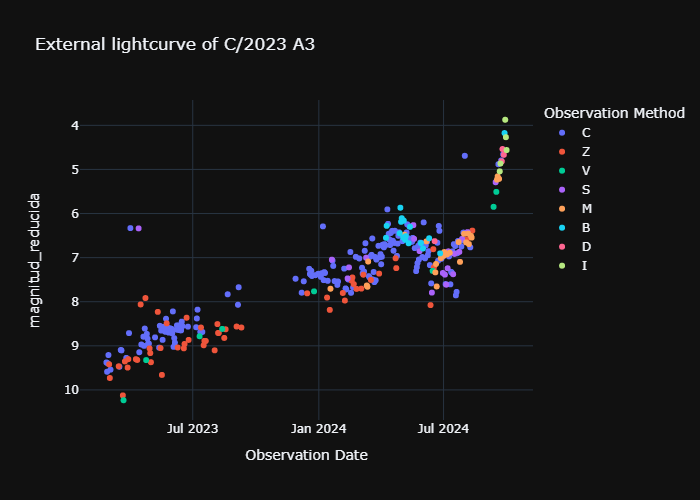 External lightcurve of C/2023 A3
Observation Method
C
Z
V
S
M
B
D
I
magnitud_reducida
4
5
6
7
8
9
10
Jul 2023
Jan 2024
Jul 2024
Observation Date